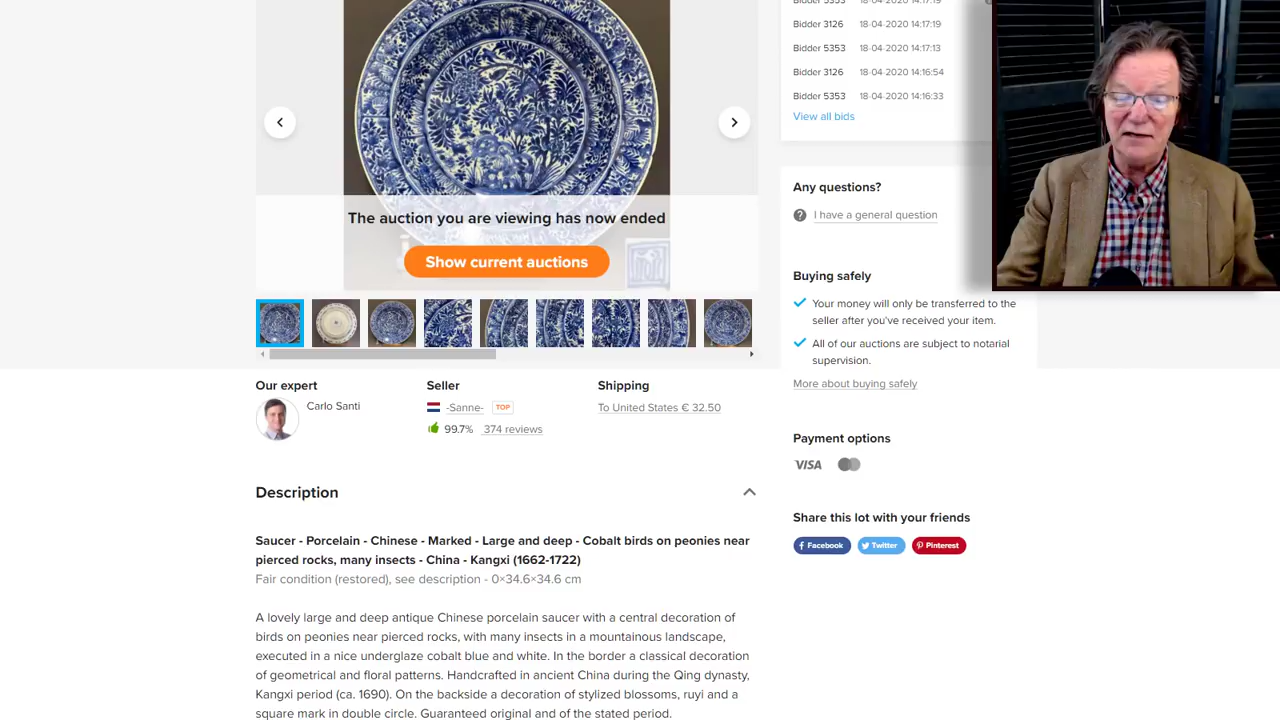 Bidder 5353 18-04-2020 14:17:19
Bidder 3126 18-04-2020 14:17:19
Bidder 5353 18-04-2020 14:17:13
Bidder 3126 18-04-2020 14:16:54
Bidder 5353 18-04-2020 14:16:33
View all bids
The auction you are viewing has now ended
Show current auctions
Any questions?
I have a general question
Buying safely
Your money will only be transferred to the
seller after you've received your item.
All of our auctions are subject to notarial
supervision.
More about buying safely
Payment options
VISA
Share this lot with your friends
Facebook
Twitter
Pinterest
Our expert
Carlo Santi
Seller
-Sanne- TOP
99.7% 374 reviews
Shipping
To United States € 32.50
Description
Saucer - Porcelain - Chinese - Marked - Large and deep - Cobalt birds on peonies near
pierced rocks, many insects - China - Kangxi (1662-1722)
Fair condition (restored), see description - 0×34.6×34.6 cm
A lovely large and deep antique Chinese porcelain saucer with a central decoration of
birds on peonies near pierced rocks, with many insects in a mountainous landscape,
executed in a nice underglaze cobalt blue and white. In the border a classical decoration
of geometrical and floral patterns. Handcrafted in ancient China during the Qing dynasty,
Kangxi period (ca. 1690). On the backside a decoration of stylized blossoms, ruyi and a
square mark in double circle. Guaranteed original and of the stated period.